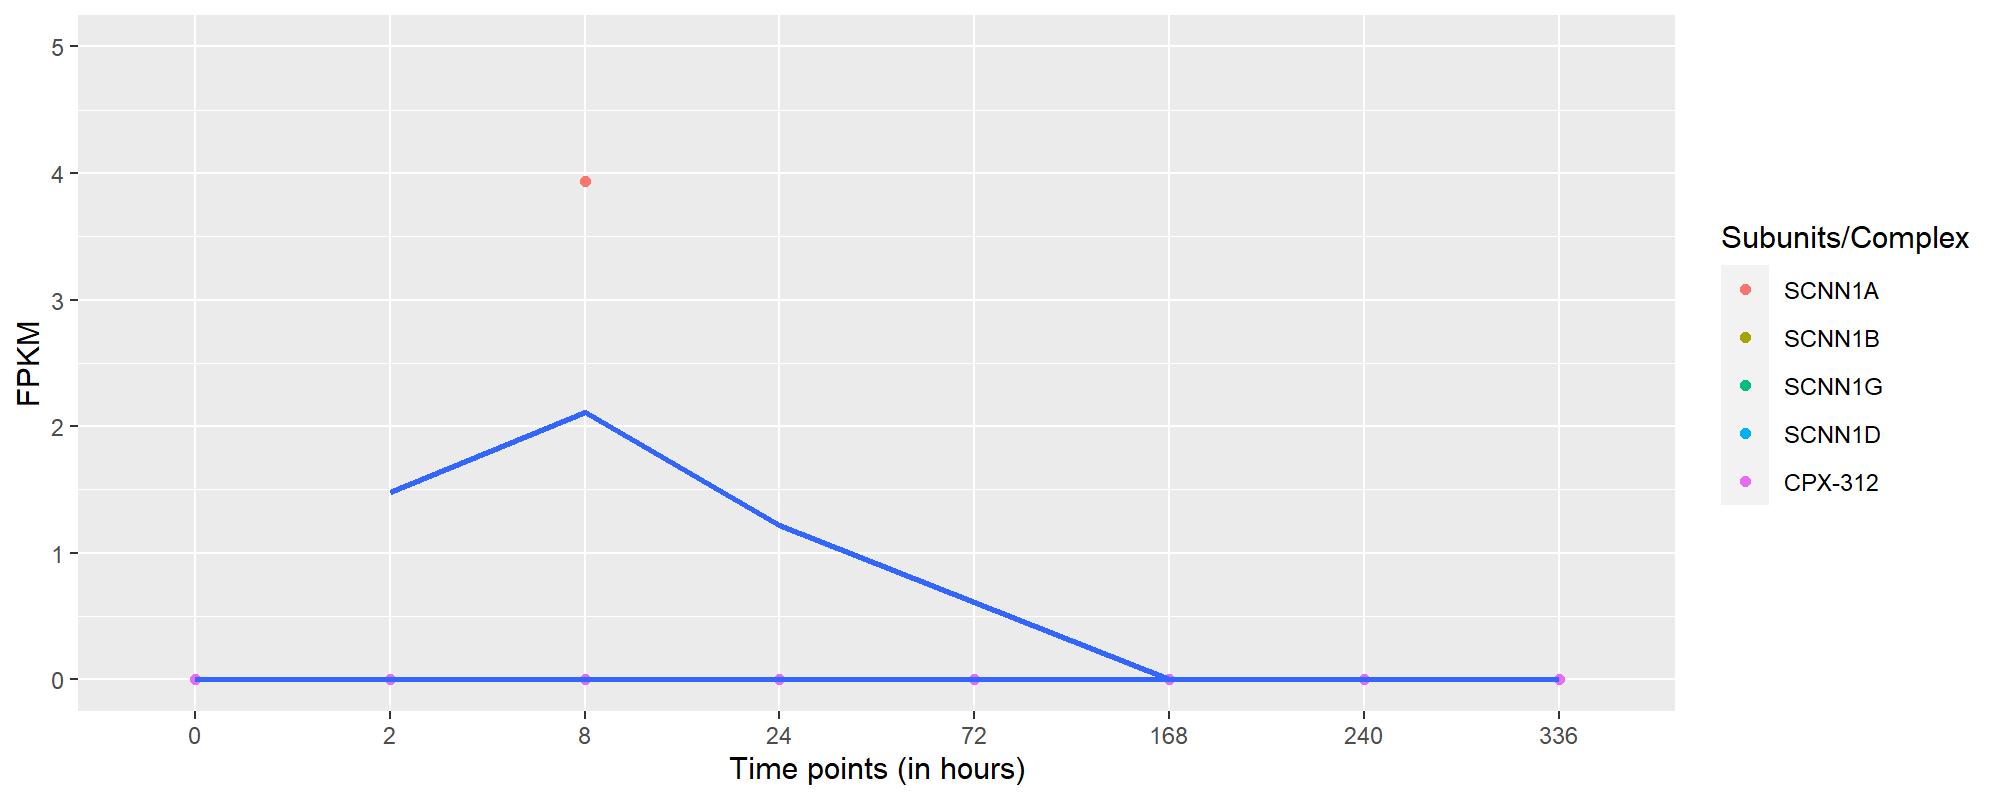 FPKM
5
4
3
2
1
0
0 2 8 24 72 168 240 336
Time points (in hours)
Subunits/Complex
SCNN1A
SCNN1B
SCNN1G
SCNN1D
CPX-312